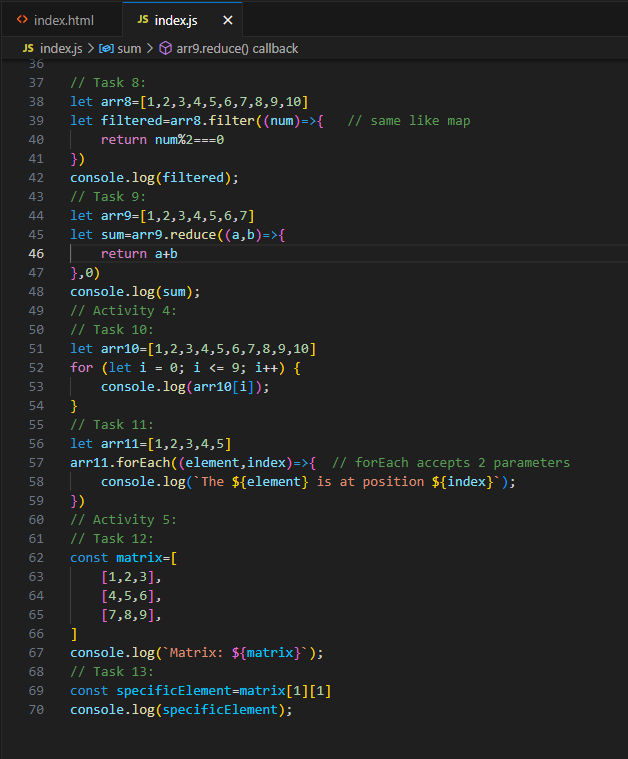 <> index.html
JS index.js ×
JS index.js > sum > arr9.reduce() callback
36
37 // Task 8:
38 let arr8=[1,2,3,4,5,6,7,8,9,10]
39 let filtered=arr8.filter((num)=>{   // same like map
40     return num%2===0
41 })
42 console.log(filtered);
43 // Task 9:
44 let arr9=[1,2,3,4,5,6,7]
45 let sum=arr9.reduce((a,b)=>{
46     return a+b
47 },0)
48 console.log(sum);
49 // Activity 4:
50 // Task 10:
51 let arr10=[1,2,3,4,5,6,7,8,9,10]
52 for (let i = 0; i <= 9; i++) {
53     console.log(arr10[i]);
54 }
55 // Task 11:
56 let arr11=[1,2,3,4,5]
57 arr11.forEach((element,index)=>{  // forEach accepts 2 parameters
58     console.log(`The ${element} is at position ${index}`);
59 })
60 // Activity 5:
61 // Task 12:
62 const matrix=[
63     [1,2,3],
64     [4,5,6],
65     [7,8,9],
66 ]
67 console.log(`Matrix: ${matrix}`);
68 // Task 13:
69 const specificElement=matrix[1][1]
70 console.log(specificElement);